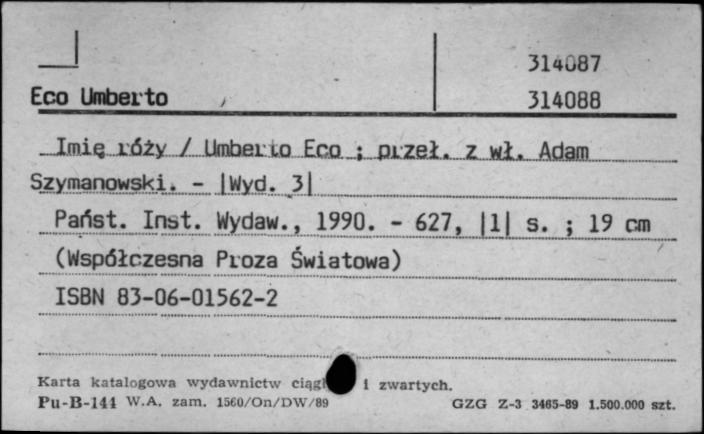 314087
Eco Umberto 314088
Imię róży / Umberto Eco ; przeł. z wł. Adam
Szymanowski. - |Wyd. 3|
Państ. Inst. Wydaw., 1990. - 627, |1| s. ; 19 cm
(Współczesna Proza Światowa)
ISBN 83-06-01562-2
Karta katalogowa wydawnictw i zwartych.
Pu-B-144 W.A. zam. 1560/On/DW/89 GZG Z-3 3465-89 1.500.000 szt.